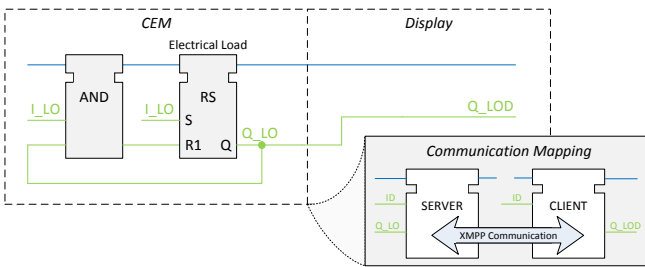 CEM
Display
Electrical Load
AND
RS
I_LO
I_LO
S
R1
Q
Q_LO
Q_LOD
Communication Mapping
SERVER
CLIENT
ID
ID
Q_LO
Q_LOD
XMPP Communication